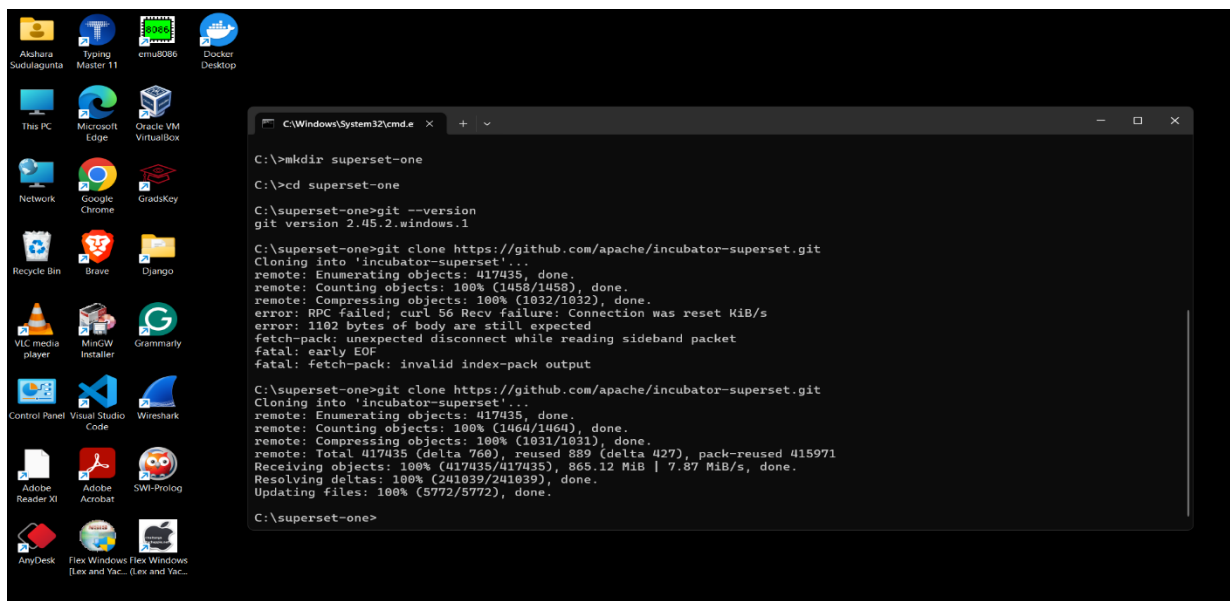 Akshara Sudulagunta
Typing Master 11
emu8086
Docker Desktop
8086
This PC
Microsoft Edge
Oracle VM VirtualBox
Network
Google Chrome
GradsKey
Recycle Bin
Brave
Django
VLC media player
MinGW Installer
Grammarly
Control Panel
Visual Studio Code
Wireshark
Adobe Reader XI
Adobe Acrobat
SWI-Prolog
AnyDesk
Flex Windows [Lex and Yac...
Flex Windows (Lex and Yac...
C:\Windows\System32\cmd.e
C:\>mkdir superset-one
C:\>cd superset-one
C:\superset-one>git --version
git version 2.45.2.windows.1
C:\superset-one>git clone https://github.com/apache/incubator-superset.git
Cloning into 'incubator-superset'...
remote: Enumerating objects: 417435, done.
remote: Counting objects: 100% (1458/1458), done.
remote: Compressing objects: 100% (1032/1032), done.
error: RPC failed; curl 56 Recv failure: Connection was reset KiB/s
error: 1102 bytes of body are still expected
fetch-pack: unexpected disconnect while reading sideband packet
fatal: early EOF
fatal: fetch-pack: invalid index-pack output
C:\superset-one>git clone https://github.com/apache/incubator-superset.git
Cloning into 'incubator-superset'...
remote: Enumerating objects: 417435, done.
remote: Counting objects: 100% (1464/1464), done.
remote: Compressing objects: 100% (1031/1031), done.
remote: Total 417435 (delta 760), reused 889 (delta 427), pack-reused 415971
Receiving objects: 100% (417435/417435), 865.12 MiB | 7.87 MiB/s, done.
Resolving deltas: 100% (241039/241039), done.
Updating files: 100% (5772/5772), done.
C:\superset-one>